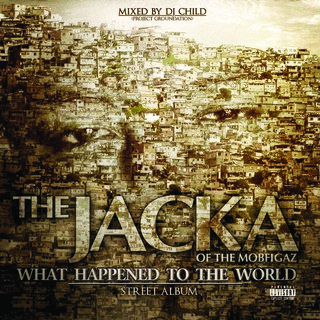 MIXED BY DJ CHILD
(PROJECT GROUNDATION)
THE JACKA
OF THE MOBFIGAZ
WHAT HAPPENED TO THE WORLD
STREET ALBUM
PARENTAL
ADVISORY
EXPLICIT CONTENT